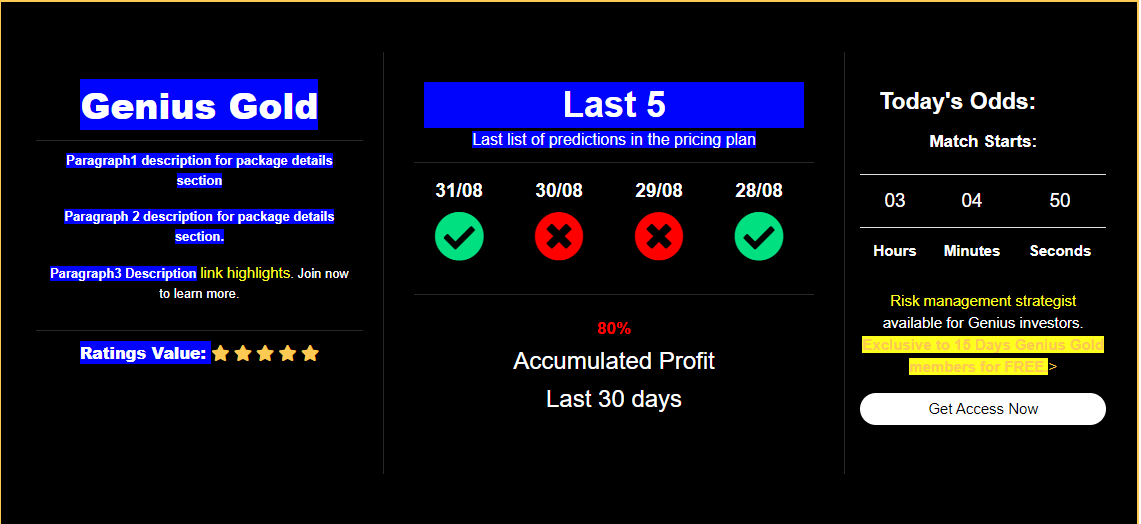 Genius Gold
Paragraph1 description for package details
section
Paragraph 2 description for package details
section.
Paragraph3 Description link highlights. Join now
to learn more.
Ratings Value:
Last 5
Last list of predictions in the pricing plan
31/08 30/08 29/08 28/08
80%
Accumulated Profit
Last 30 days
Today's Odds:
Match Starts:
03 04 50
Hours Minutes Seconds
Risk management strategist
available for Genius investors.
Exclusive to 15 Days Genius Gold
members for FREE.>
Get Access Now